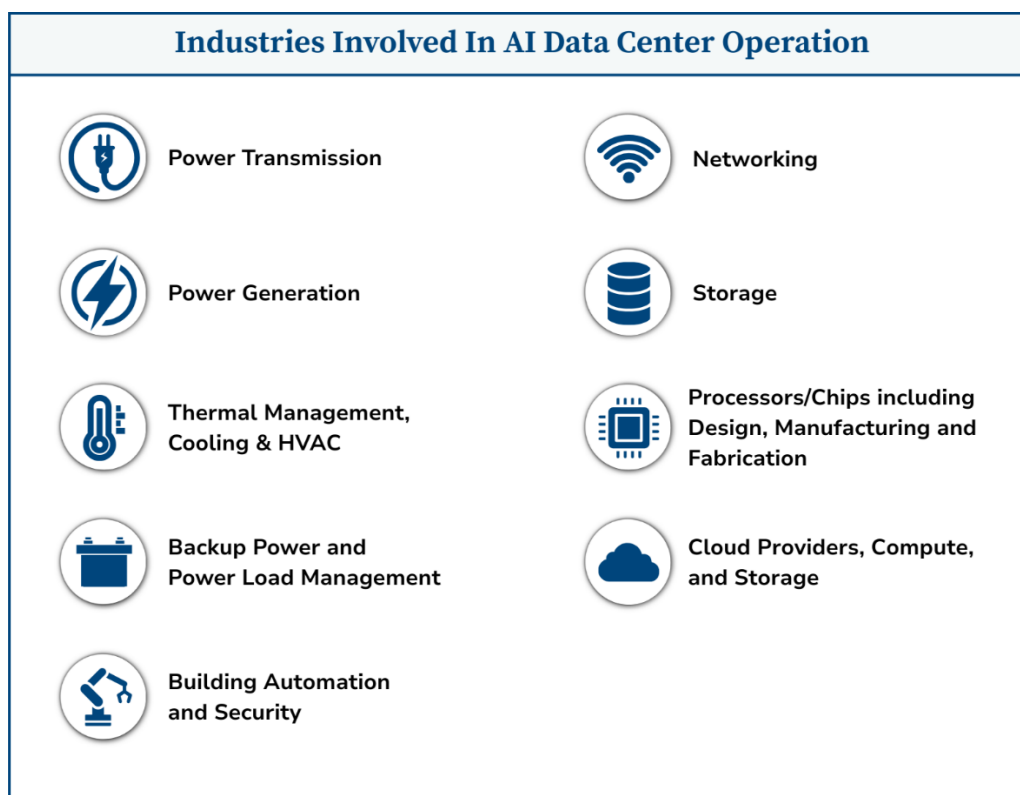 Industries Involved In AI Data Center Operation
Power Transmission
Power Generation
Thermal Management,
Cooling & HVAC
Backup Power and
Power Load Management
Building Automation
and Security
Networking
Storage
Processors/Chips including
Design, Manufacturing and
Fabrication
Cloud Providers, Compute,
and Storage